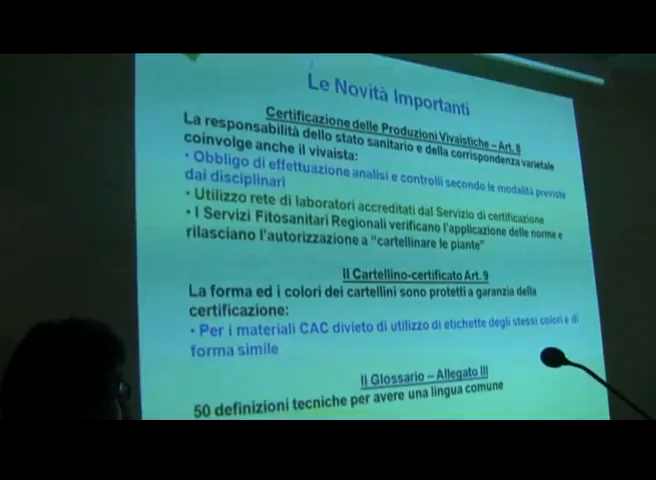 Le Novità Importanti
Certificazione delle Produzioni Vivaistiche – Art. 8
La responsabilità dello stato sanitario e della corrispondenza varietale
coinvolge anche il vivaista:
• Obbligo di effettuazione analisi e controlli secondo le modalità previste
dai disciplinari
• Utilizzo rete di laboratori accreditati dal Servizio di certificazione
• I Servizi Fitosanitari Regionali verificano l'applicazione delle norme e
rilasciano l'autorizzazione a "cartellinare le piante"
Il Cartellino-certificato Art. 9
La forma ed i colori dei cartellini sono protetti a garanzia della
certificazione:
• Per i materiali CAC divieto di utilizzo di etichette degli stessi colori e di
forma simile
Il Glossario – Allegato III
50 definizioni tecniche per avere una lingua comune